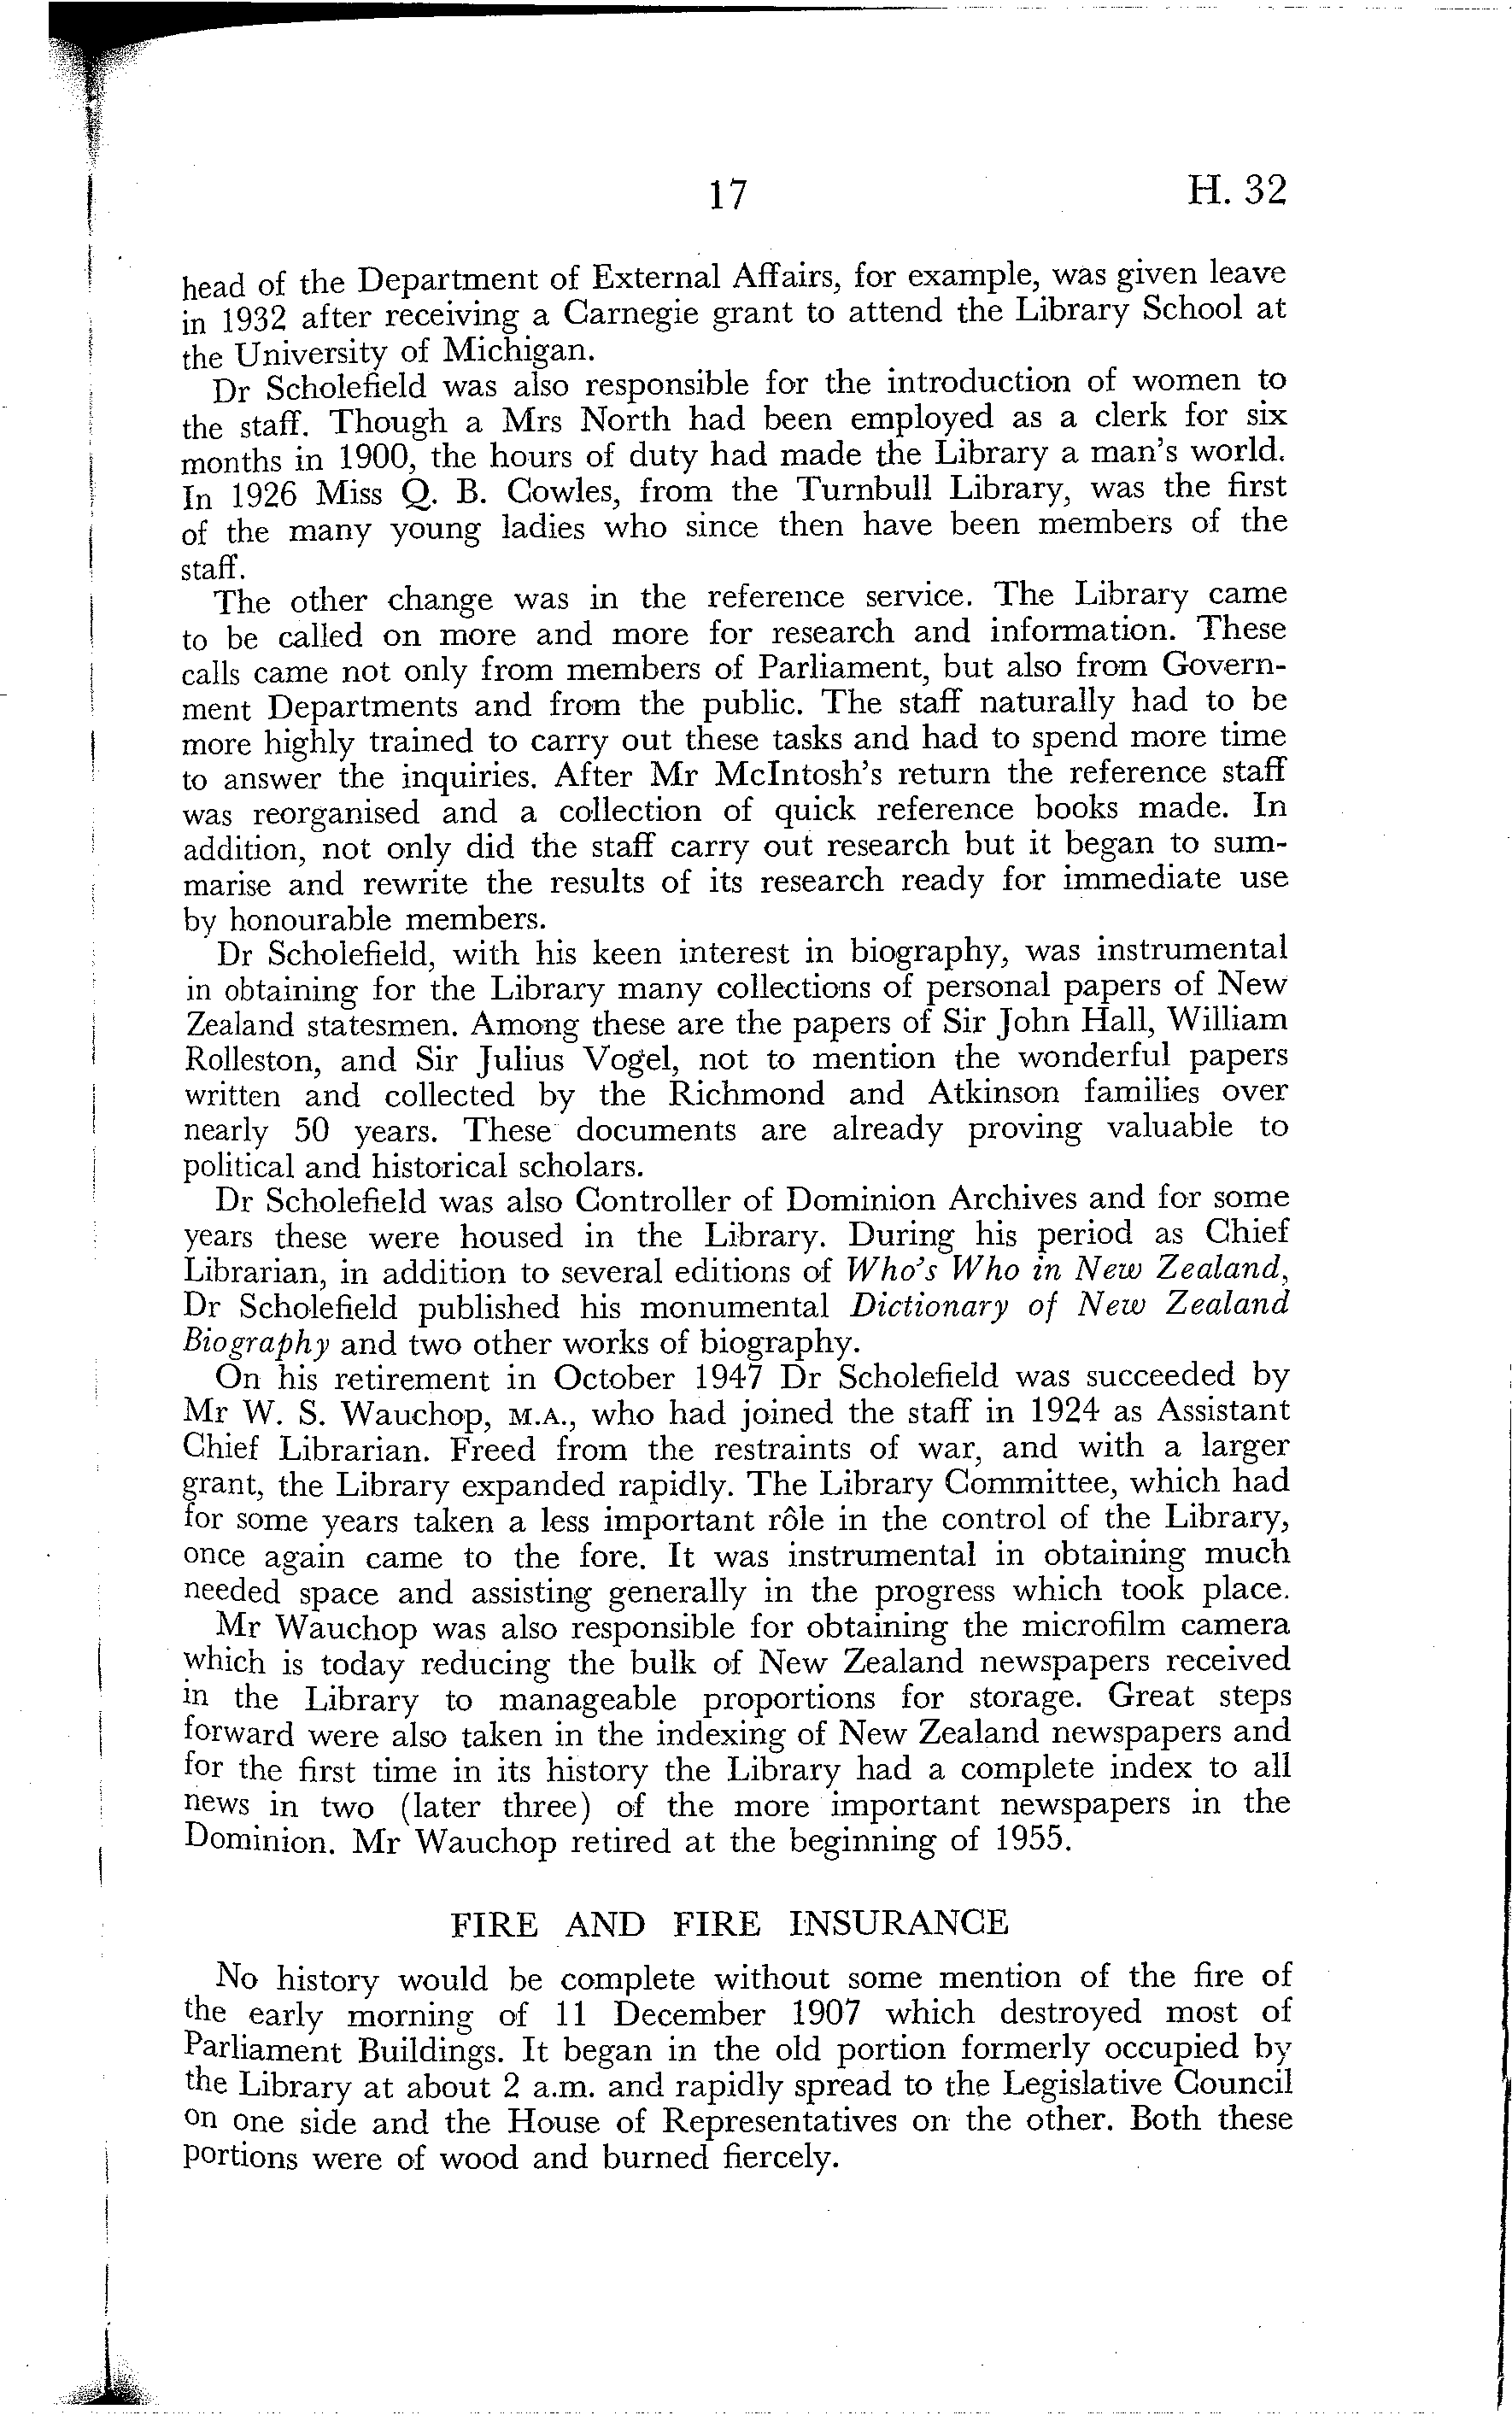 17 H. 32
head of the Department of External Affairs, for example, was given leave
in 1932 after receiving a Carnegie grant to attend the Library School at
the University of Michigan.
Dr Scholefield was also responsible for the introduction of women to
the staff. Though a Mrs North had been employed as a clerk for six
months in 1900, the hours of duty had made the Library a man's world.
In 1926 Miss Q. B. Cowles, from the Turnbull Library, was the first
of the many young ladies who since then have been members of the
staff.
The other change was in the reference service. The Library came
to be called on more and more for research and information. These
calls came not only from members of Parliament, but also from Govern-
ment Departments and from the public. The staff naturally had to be
more highly trained to carry out these tasks and had to spend more time
to answer the inquiries. After Mr McIntosh's return the reference staff
was reorganised and a collection of quick reference books made. In
addition, not only did the staff carry out research but it began to sum-
marise and rewrite the results of its research ready for immediate use
by honourable members.
Dr Scholefield, with his keen interest in biography, was instrumental
in obtaining for the Library many collections of personal papers of New
Zealand statesmen. Among these are the papers of Sir John Hall, William
Rolleston, and Sir Julius Vogel, not to mention the wonderful papers
written and collected by the Richmond and Atkinson families over
nearly 50 years. These documents are already proving valuable to
political and historical scholars.
Dr Scholefield was also Controller of Dominion Archives and for some
years these were housed in the Library. During his period as Chief
Librarian, in addition to several editions of Who's Who in New Zealand,
Dr Scholefield published his monumental Dictionary of New Zealand
Biography and two other works of biography.
On his retirement in October 1947 Dr Scholefield was succeeded by
Mr W. S. Wauchop, M.A., who had joined the staff in 1924 as Assistant
Chief Librarian. Freed from the restraints of war, and with a larger
grant, the Library expanded rapidly. The Library Committee, which had
for some years taken a less important rôle in the control of the Library,
once again came to the fore. It was instrumental in obtaining much
needed space and assisting generally in the progress which took place.
Mr Wauchop was also responsible for obtaining the microfilm camera
which is today reducing the bulk of New Zealand newspapers received
in the Library to manageable proportions for storage. Great steps
forward were also taken in the indexing of New Zealand newspapers and
for the first time in its history the Library had a complete index to all
news in two (later three) of the more important newspapers in the
Dominion. Mr Wauchop retired at the beginning of 1955.
FIRE AND FIRE INSURANCE
No history would be complete without some mention of the fire of
the early morning of 11 December 1907 which destroyed most of
Parliament Buildings. It began in the old portion formerly occupied by
the Library at about 2 a.m. and rapidly spread to the Legislative Council
on one side and the House of Representatives on the other. Both these
portions were of wood and burned fiercely.